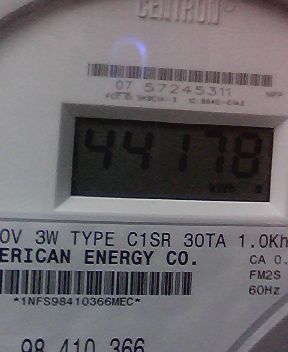 CENTRON®
07 57245311
44178
kWh
0V 3W TYPE C1SR 30TA 1.0Kh
ERICAN ENERGY CO. CA 0.
FM2S
*1NFS98410366MEC* 60Hz
98 410 366